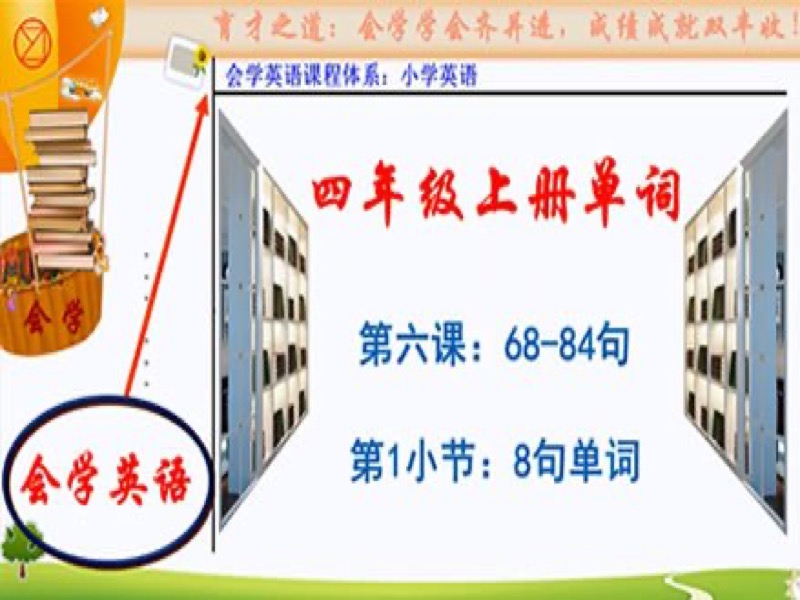 育才之道：会学学会齐并进，成绩成就双丰收！
会学英语课程体系：小学英语
四年级上册单词
会学
第六课：68-84句
第1小节：8句单词
会学英语